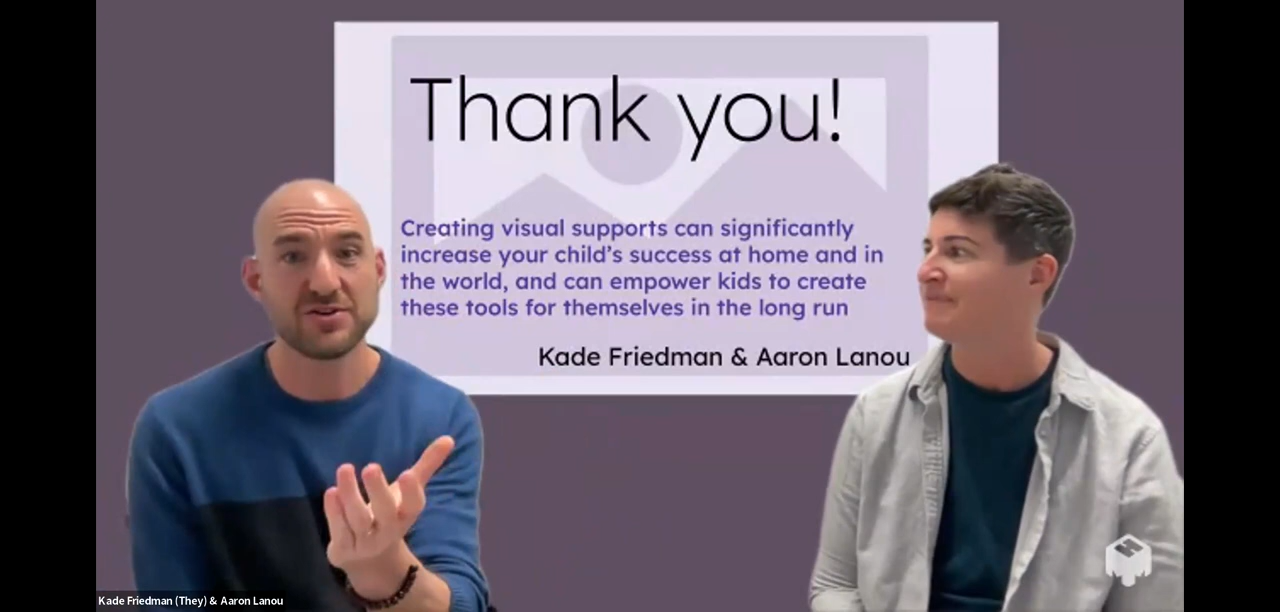 Thank you!
Creating visual supports can significantly
increase your child’s success at home and in
the world, and can empower kids to create
these tools for themselves in the long run
Kade Friedman & Aaron Lanou
Kade Friedman (They) & Aaron Lanou